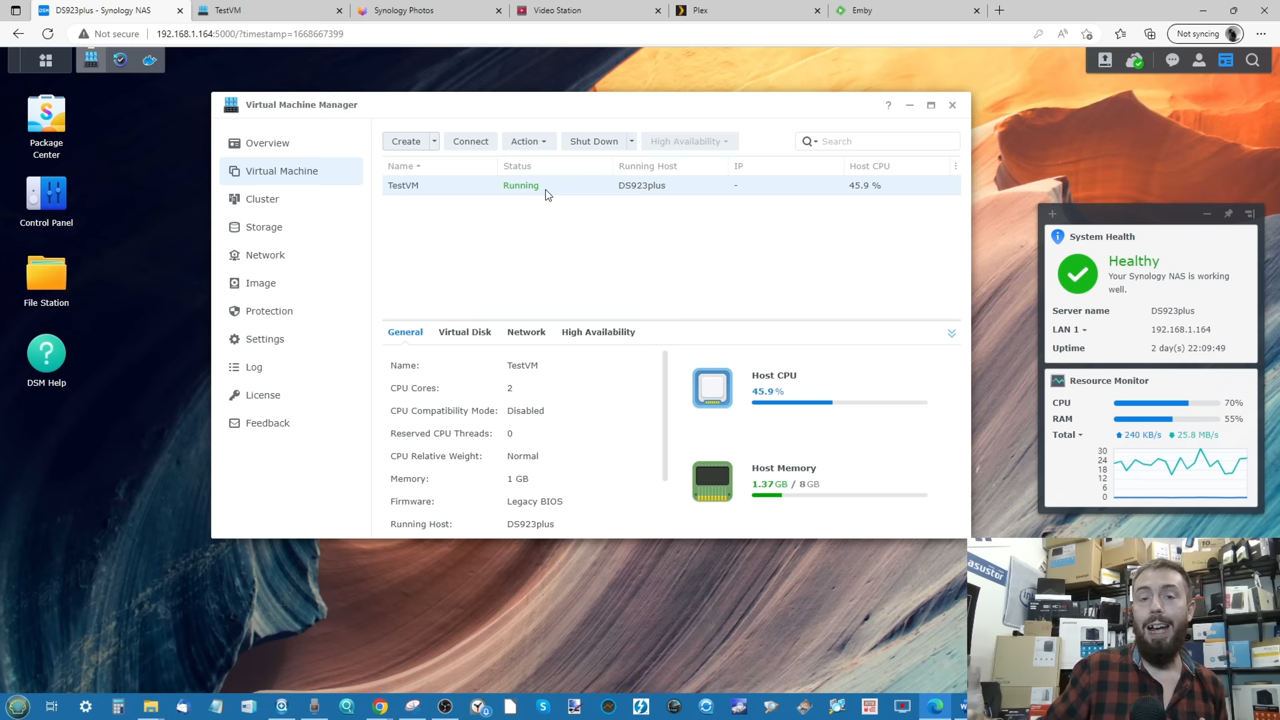 DS923plus - Synology NAS
TestVM
Synology Photos
Video Station
Plex
Emby
Not secure
192.168.1.164:5000/?timestamp=1668667399
Not syncing
Package
Center
Control Panel
File Station
DSM Help
Virtual Machine Manager
Overview
Virtual Machine
Cluster
Storage
Network
Image
Protection
Settings
Log
License
Feedback
Create
Connect
Action
Shut Down
High Availability
Search
Name Status Running Host IP Host CPU
TestVM Running DS923plus - 45.9 %
General Virtual Disk Network High Availability
Name: TestVM
CPU Cores: 2
CPU Compatibility Mode: Disabled
Reserved CPU Threads: 0
CPU Relative Weight: Normal
Memory: 1 GB
Firmware: Legacy BIOS
Running Host: DS923plus
Host CPU
45.9 %
Host Memory
1.37 GB / 8 GB
System Health
Healthy
Your Synology NAS is working
well.
Server name DS923plus
LAN 1 192.168.1.164
Uptime 2 day(s) 22:09:49
Resource Monitor
CPU 70%
RAM 55%
Total 240 KB/s 25.8 MB/s
30
24
18
12
6
0
asustor